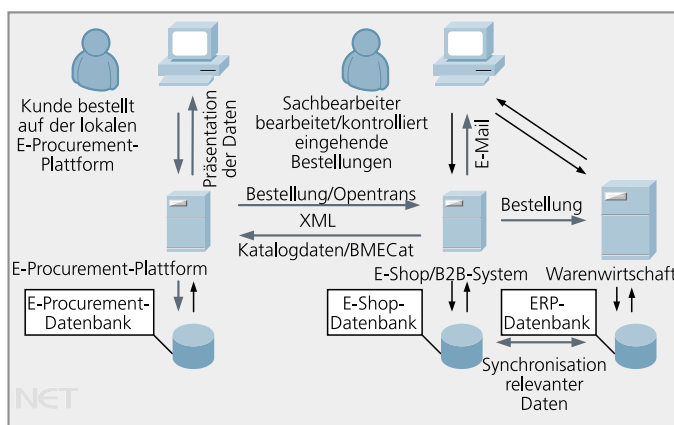 Kunde bestellt
auf der lokalen
E-Procurement-
Plattform
Präsentation
der Daten
Sachbearbeiter
bearbeitet/kontrolliert
eingehende
Bestellungen
E-Mail
Bestellung/Opentrans
XML
Katalogdaten/BMECat
Bestellung
E-Procurement-Plattform
E-Shop/B2B-System
Warenwirtschaft
E-Procurement-
Datenbank
E-Shop-
Datenbank
ERP-
Datenbank
Synchronisation
relevanter
Daten
NET